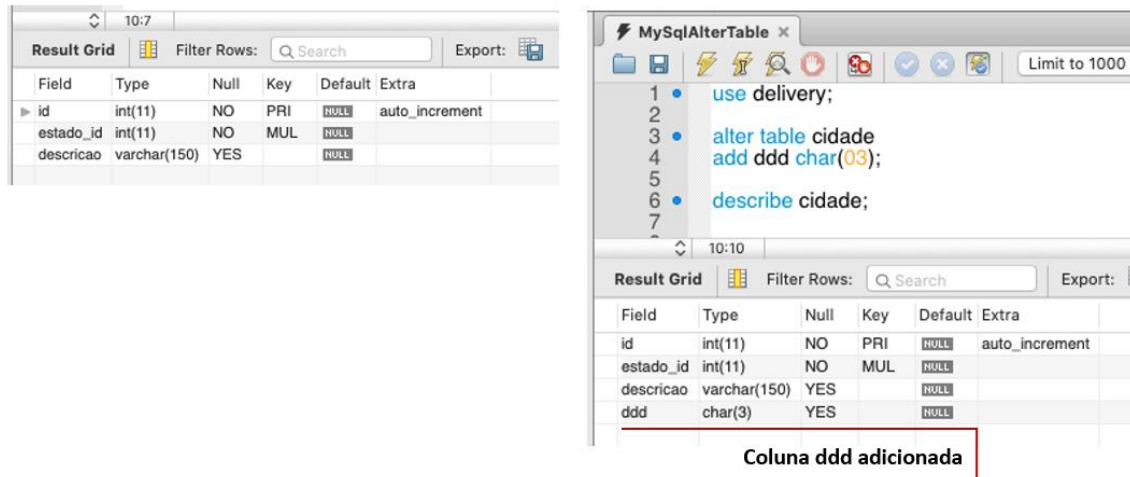 10:7
Result Grid Filter Rows: Search Export:
Field Type Null Key Default Extra
id int(11) NO PRI NULL auto_increment
estado_id int(11) NO MUL NULL
descricao varchar(150) YES NULL
MySqlAlterTable ×
Limit to 1000
1 use delivery;
2
3 alter table cidade
4 add ddd char(03);
5
6 describe cidade;
7
10:10
Result Grid Filter Rows: Search Export:
Field Type Null Key Default Extra
id int(11) NO PRI NULL auto_increment
estado_id int(11) NO MUL NULL
descricao varchar(150) YES NULL
ddd char(3) YES NULL
Coluna ddd adicionada